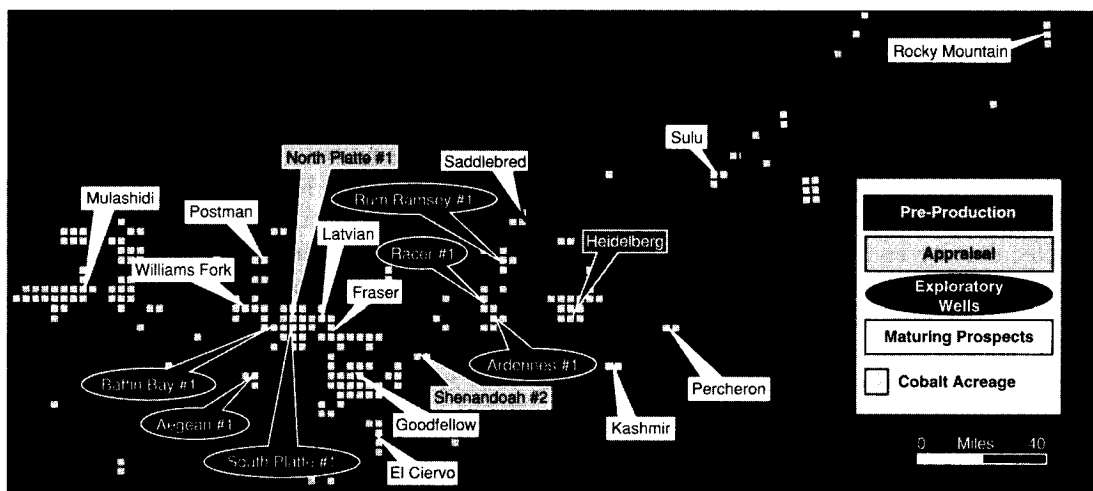 Rocky Mountain
Sulu
North Platte #1
Saddlebred
Mulashidi
Rum Ramsey #1
Pre-Production
Postman
Latvian
Racer #1
Heidelberg
Appraisal
Williams Fork
Fraser
Exploratory
Wells
Maturing Prospects
Baffin Bay #1
Ardennes #1
Cobalt Acreage
Percheron
Shenandoah #2
Aegean #1
Goodfellow
Kashmir
South Platte #1
El Ciervo
0 Miles 40